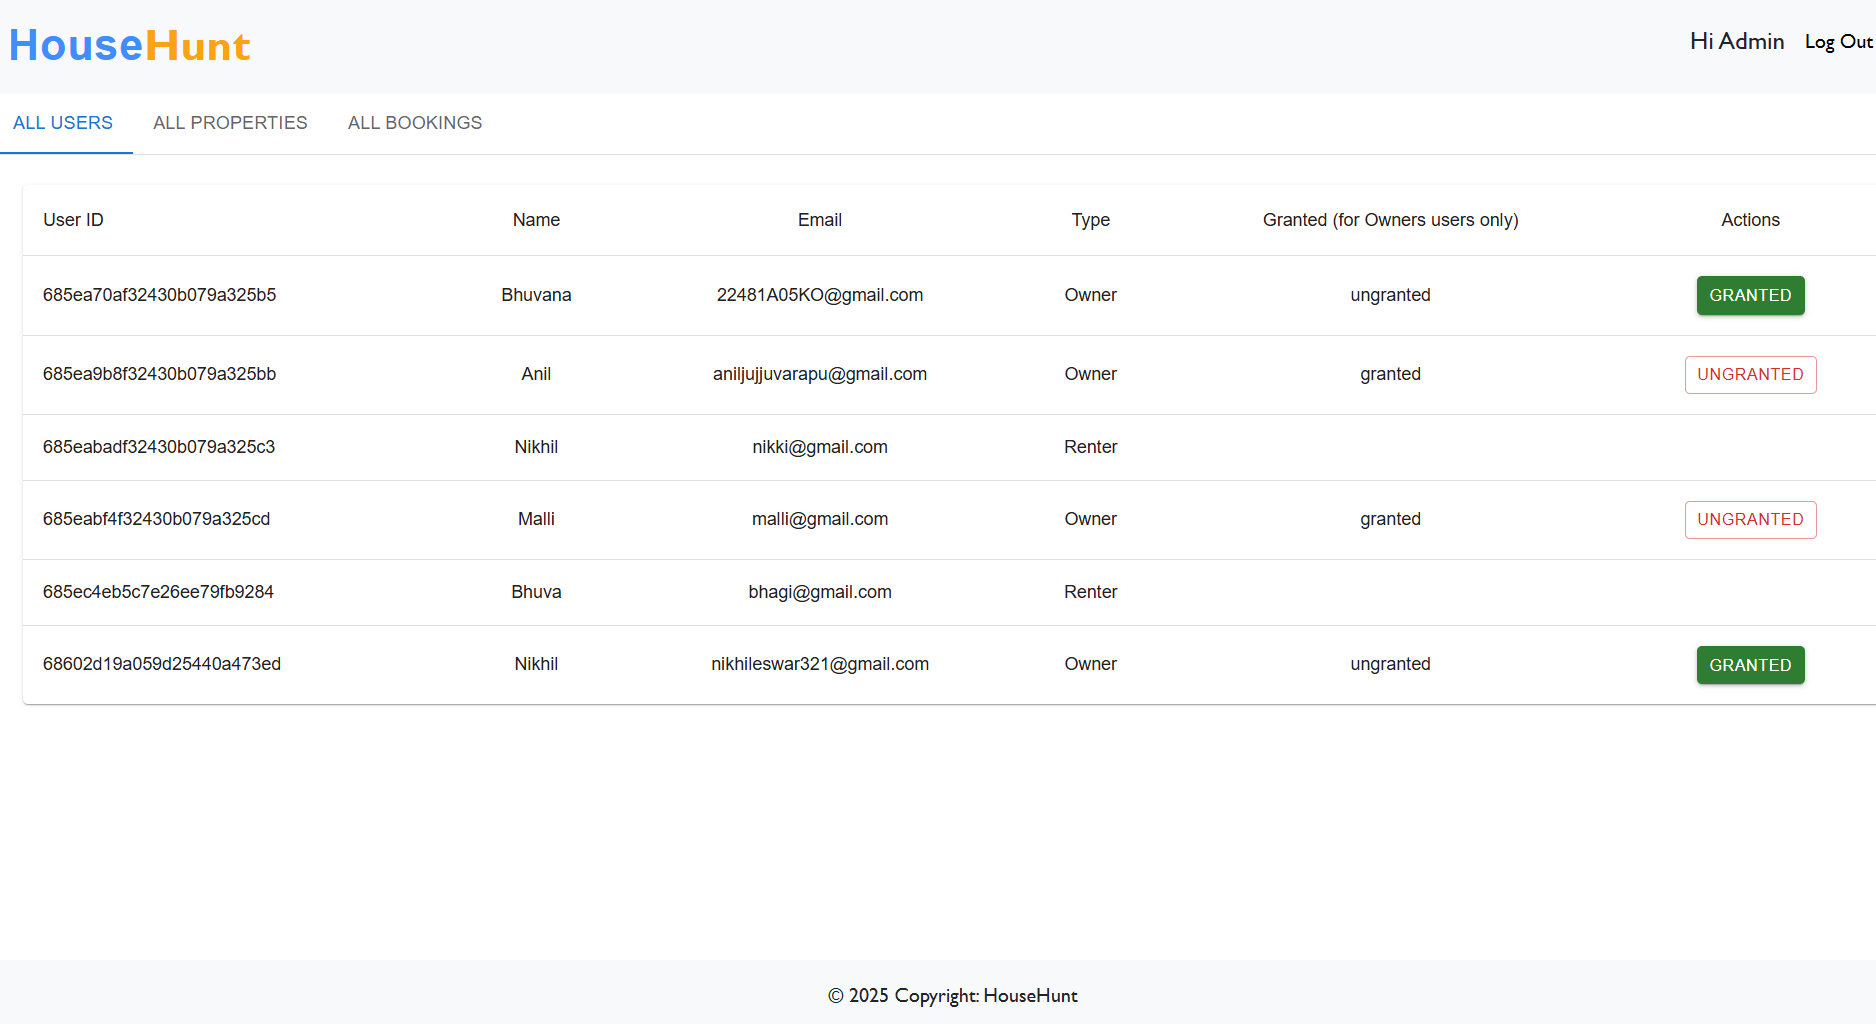 HouseHunt
Hi Admin Log Out
ALL USERS ALL PROPERTIES ALL BOOKINGS
User ID Name Email Type Granted (for Owners users only) Actions
685ea70af32430b079a325b5 Bhuvana 22481A05KO@gmail.com Owner ungranted GRANTED
685ea9b8f32430b079a325bb Anil aniljujjuvarapu@gmail.com Owner granted UNGRANTED
685eabadf32430b079a325c3 Nikhil nikki@gmail.com Renter
685eabf4f32430b079a325cd Malli malli@gmail.com Owner granted UNGRANTED
685ec4eb5c7e26ee79fb9284 Bhuva bhagi@gmail.com Renter
68602d19a059d25440a473ed Nikhil nikhileswar321@gmail.com Owner ungranted GRANTED
© 2025 Copyright: HouseHunt